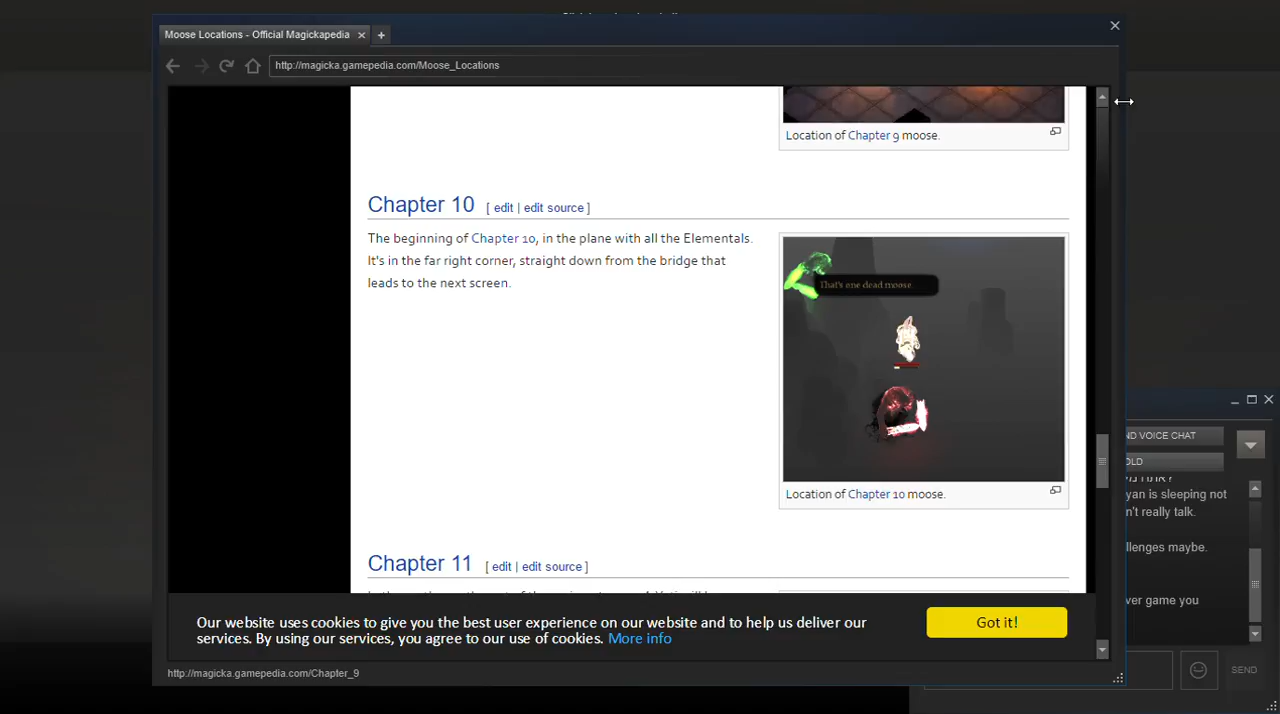 Moose Locations - Official Magickapedia
http://magicka.gamepedia.com/Moose_Locations
Location of Chapter 9 moose.
Chapter 10 [ edit | edit source ]
The beginning of Chapter 10, in the plane with all the Elementals.
It's in the far right corner, straight down from the bridge that
leads to the next screen.
That's one dead moose...
Location of Chapter 10 moose.
Chapter 11 [ edit | edit source ]
Our website uses cookies to give you the best user experience on our website and to help us deliver our
services. By using our services, you agree to our use of cookies. More info
Got it!
http://magicka.gamepedia.com/Chapter_9
ND VOICE CHAT
OLD
yan is sleeping not
n't really talk.
llenges maybe.
ver game you
SEND